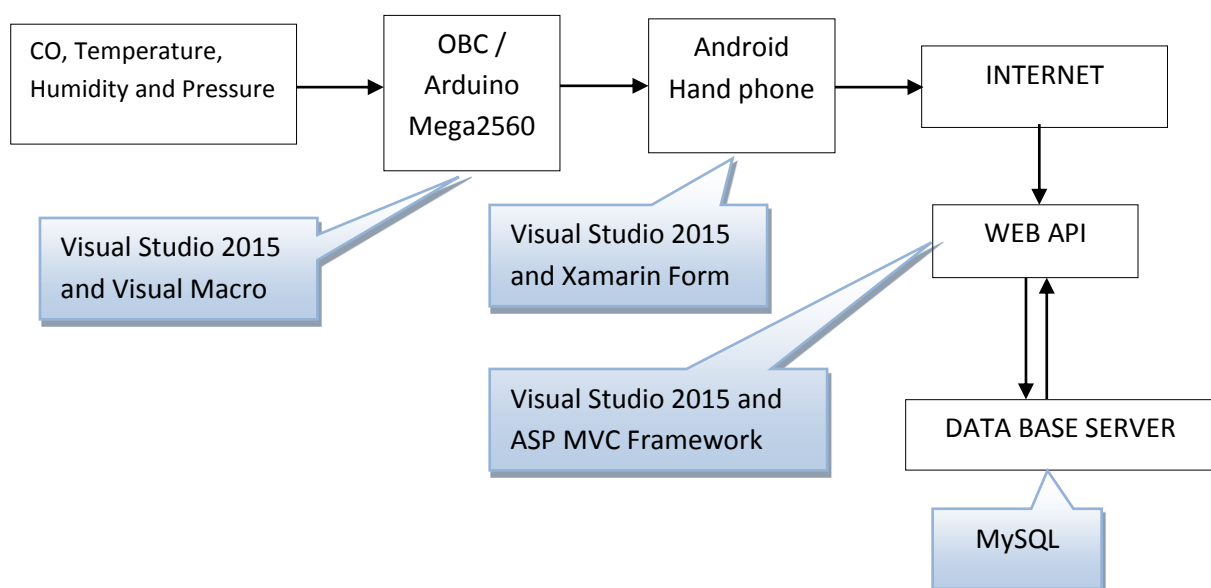 CO, Temperature,
Humidity and Pressure
OBC /
Arduino
Mega2560
Android
Hand phone
INTERNET
Visual Studio 2015
and Visual Macro
Visual Studio 2015
and Xamarin Form
WEB API
Visual Studio 2015 and
ASP MVC Framework
DATA BASE SERVER
MySQL